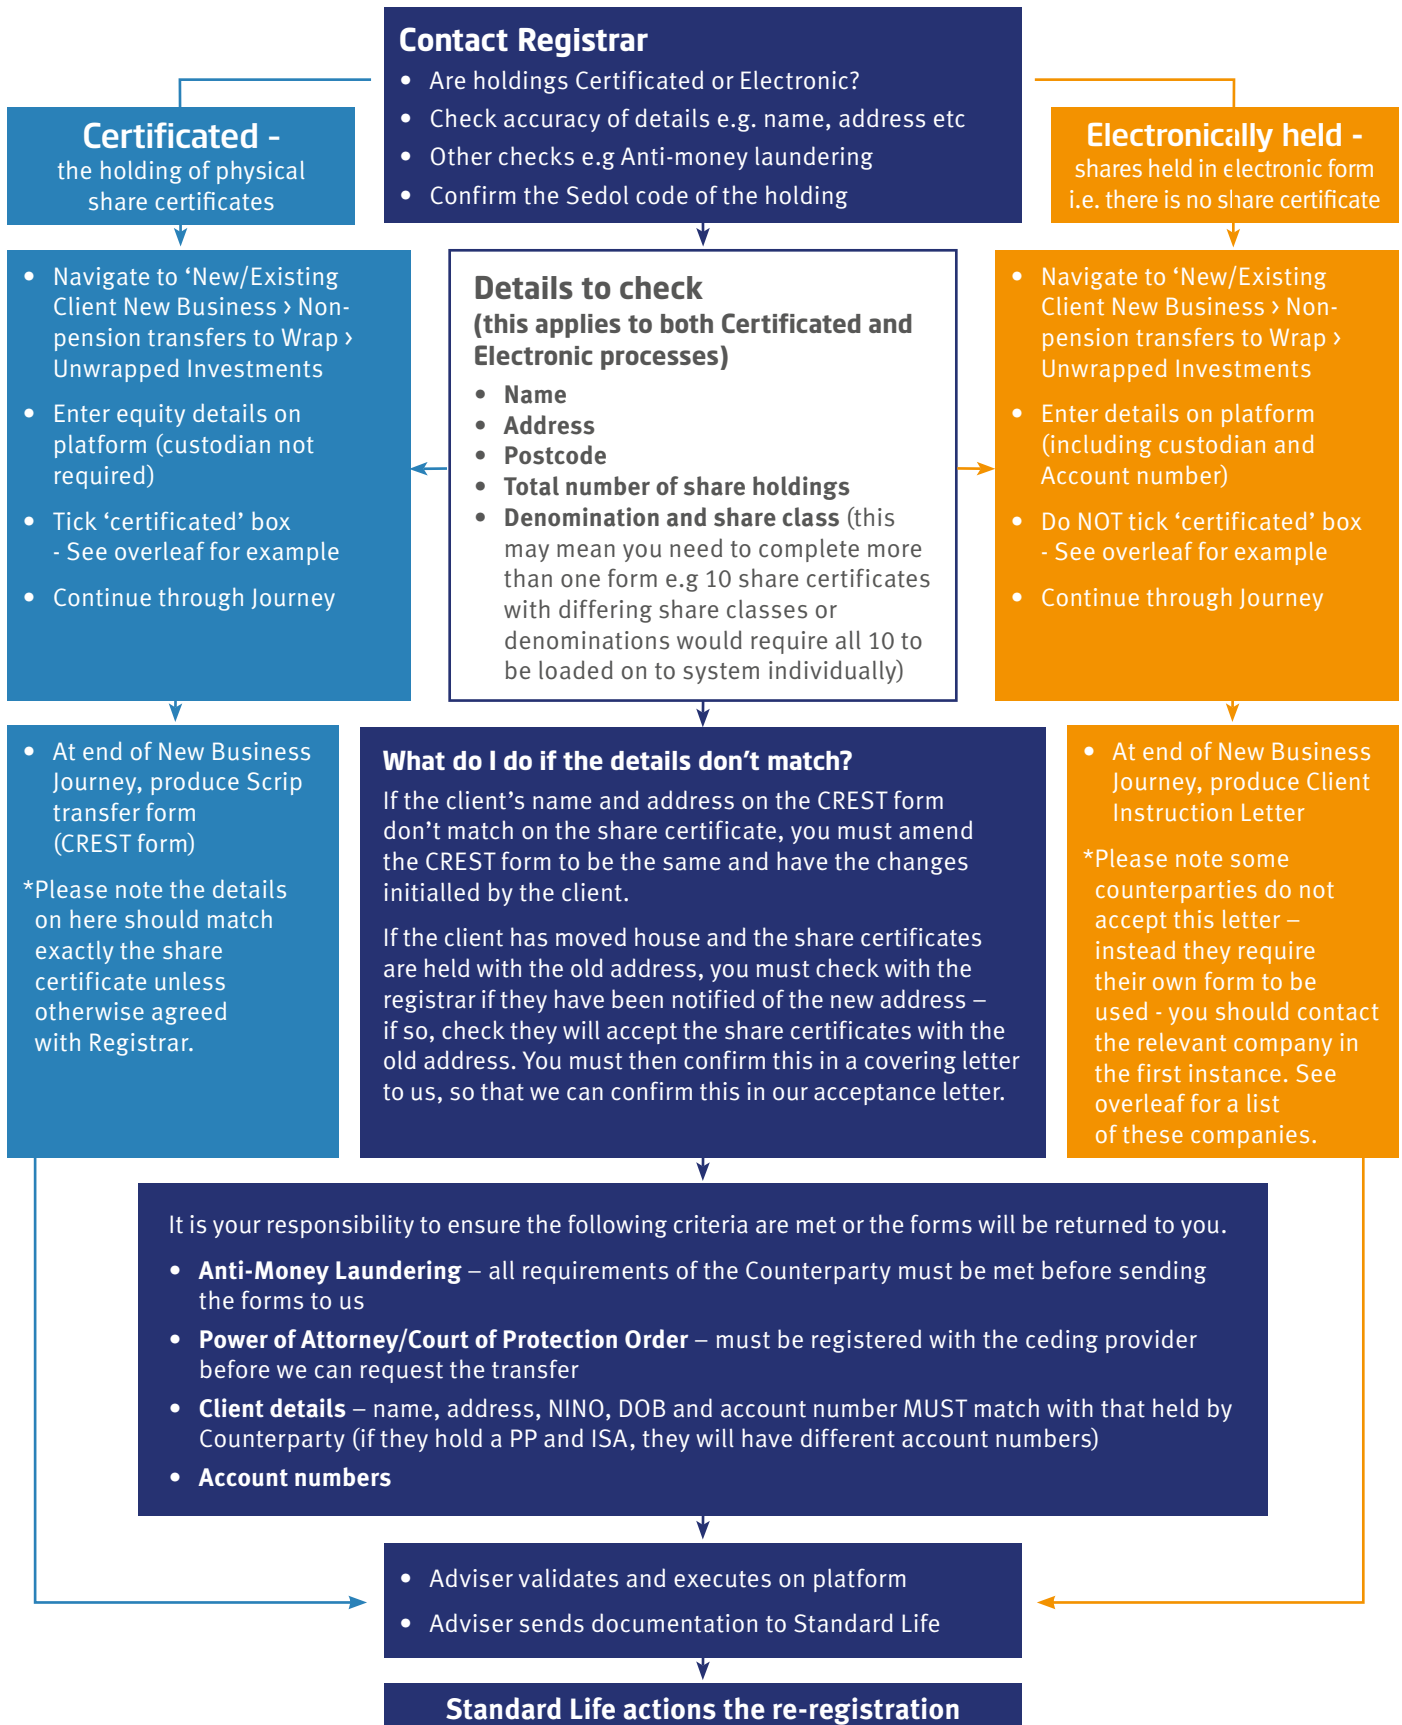 Contact Registrar
• Are holdings Certificated or Electronic?
• Check accuracy of details e.g. name, address etc
• Other checks e.g Anti-money laundering
• Confirm the Sedol code of the holding
Certificated -
the holding of physical
share certificates
Electronically held -
shares held in electronic form
i.e. there is no share certificate
• Navigate to ‘New/Existing
Client New Business > Non-
pension transfers to Wrap >
Unwrapped Investments
• Enter equity details on
platform (custodian not
required)
• Tick ‘certificated’ box
- See overleaf for example
• Continue through Journey
Details to check
(this applies to both Certificated and
Electronic processes)
• Name
• Address
• Postcode
• Total number of share holdings
• Denomination and share class (this
may mean you need to complete more
than one form e.g 10 share certificates
with differing share classes or
denominations would require all 10 to
be loaded on to system individually)
• Navigate to ‘New/Existing
Client New Business > Non-
pension transfers to Wrap >
Unwrapped Investments
• Enter details on platform
(including custodian and
Account number)
• Do NOT tick ‘certificated’ box
- See overleaf for example
• Continue through Journey
• At end of New Business
Journey, produce Scrip
transfer form
(CREST form)
*Please note the details
on here should match
exactly the share
certificate unless
otherwise agreed
with Registrar.
What do I do if the details don’t match?
If the client’s name and address on the CREST form
don’t match on the share certificate, you must amend
the CREST form to be the same and have the changes
initialled by the client.
If the client has moved house and the share certificates
are held with the old address, you must check with the
registrar if they have been notified of the new address –
if so, check they will accept the share certificates with the
old address. You must then confirm this in a covering letter
to us, so that we can confirm this in our acceptance letter.
• At end of New Business
Journey, produce Client
Instruction Letter
*Please note some
counterparties do not
accept this letter –
instead they require
their own form to be
used - you should contact
the relevant company in
the first instance. See
overleaf for a list
of these companies.
It is your responsibility to ensure the following criteria are met or the forms will be returned to you.
• Anti-Money Laundering – all requirements of the Counterparty must be met before sending
the forms to us
• Power of Attorney/Court of Protection Order – must be registered with the ceding provider
before we can request the transfer
• Client details – name, address, NINO, DOB and account number MUST match with that held by
Counterparty (if they hold a PP and ISA, they will have different account numbers)
• Account numbers
• Adviser validates and executes on platform
• Adviser sends documentation to Standard Life
Standard Life actions the re-registration